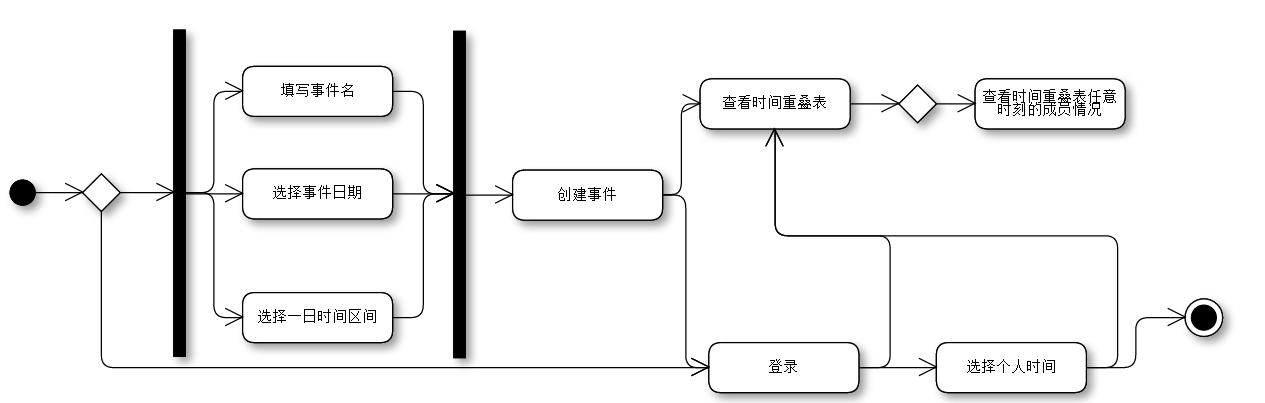 填写事件名
选择事件日期
选择一日时间区间
创建事件
查看时间重叠表
查看时间重叠表任意
时刻的成员情况
登录
选择个人时间